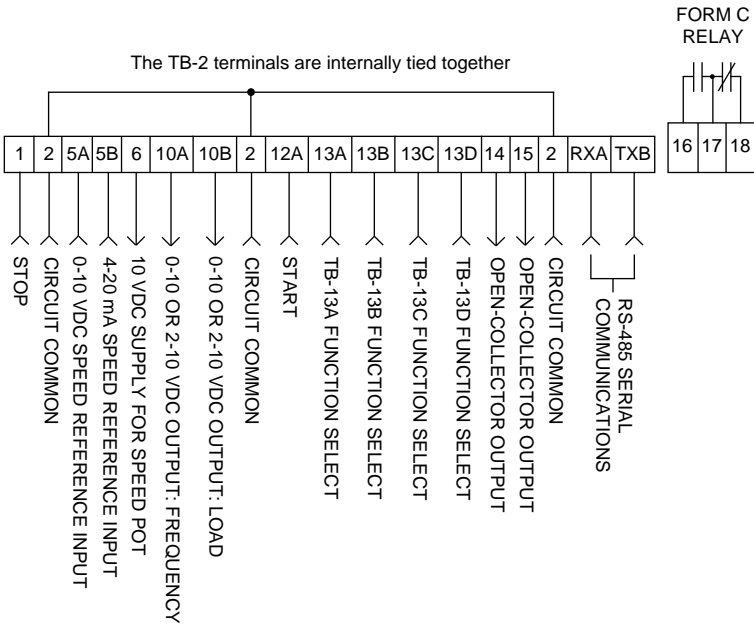 FORM C
RELAY
The TB-2 terminals are internally tied together
1 2 5A 5B 6 10A 10B 2 12A 13A 13B 13C 13D 14 15 2 RXA TXB
16 17 18
STOP
CIRCUIT COMMON
0-10 VDC SPEED REFERENCE INPUT
4-20 mA SPEED REFERENCE INPUT
10 VDC SUPPLY FOR SPEED POT
0-10 OR 2-10 VDC OUTPUT: FREQUENCY
0-10 OR 2-10 VDC OUTPUT: LOAD
CIRCUIT COMMON
START
TB-13A FUNCTION SELECT
TB-13B FUNCTION SELECT
TB-13C FUNCTION SELECT
TB-13D FUNCTION SELECT
OPEN-COLLECTOR OUTPUT
OPEN-COLLECTOR OUTPUT
CIRCUIT COMMON
RS-485 SERIAL
COMMUNICATIONS